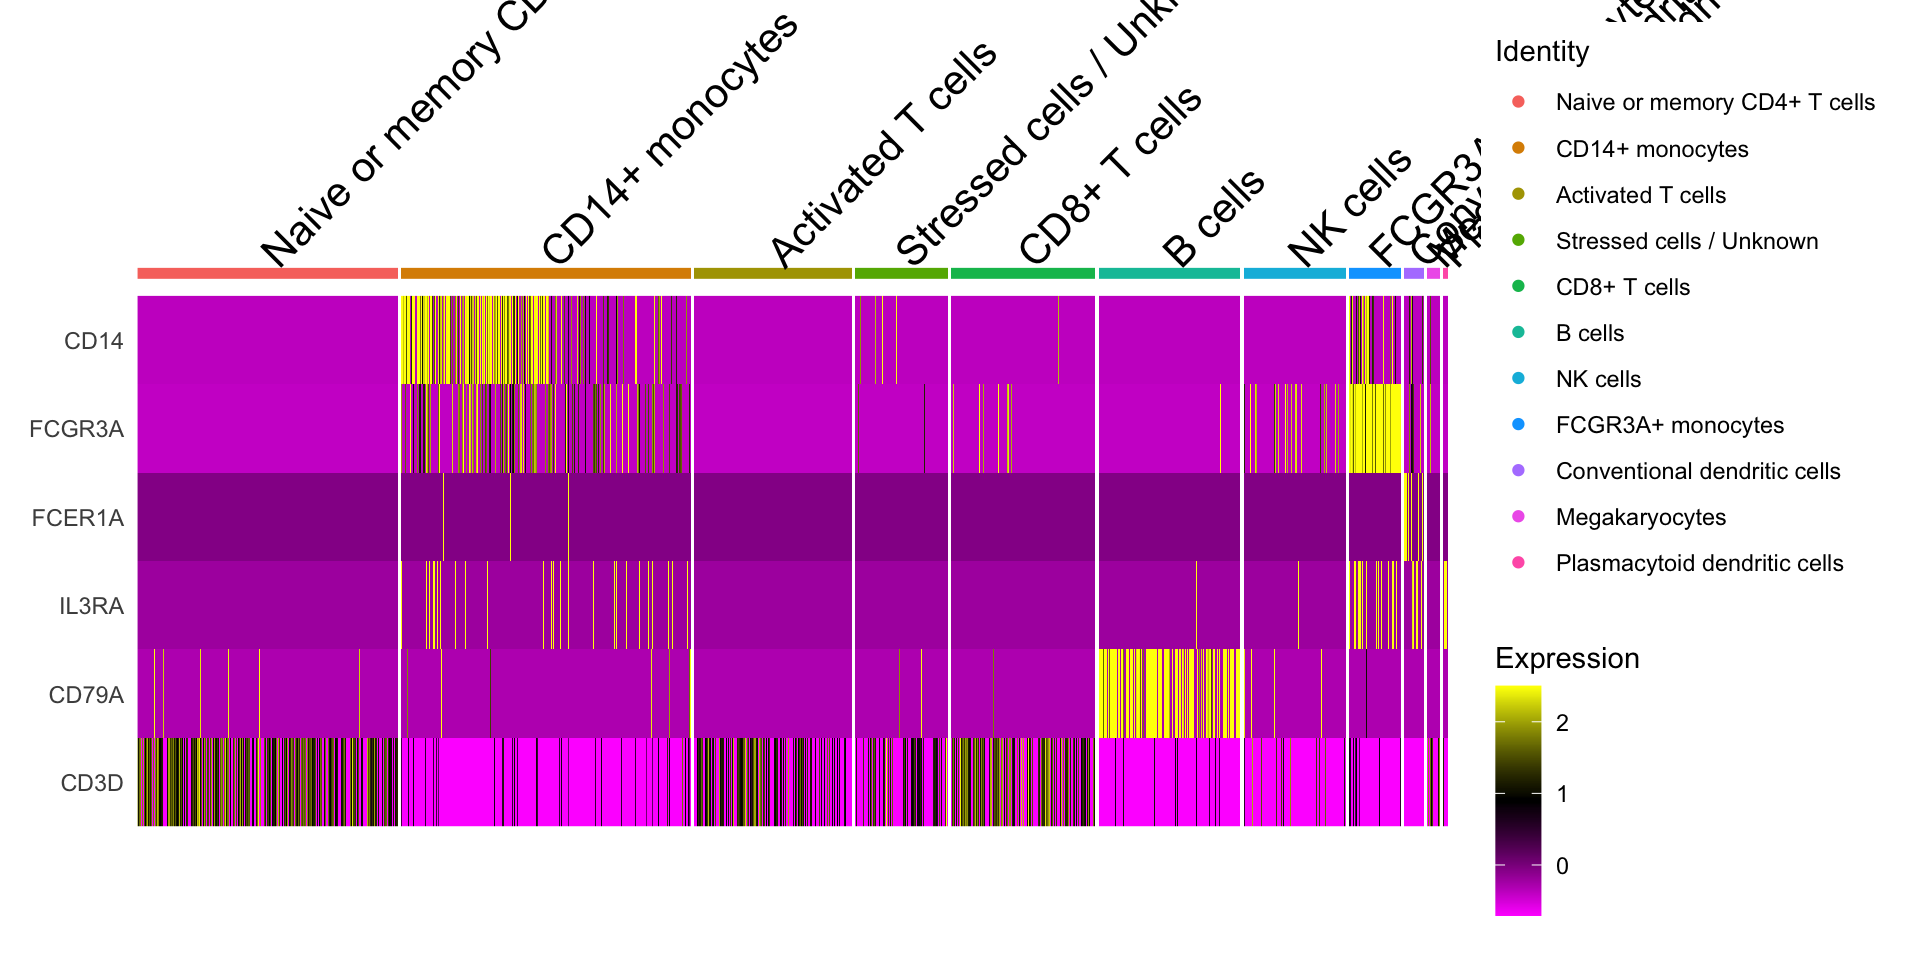 Naive or memory
CD14+ monocytes
Activated T cells
Stressed cells /
CD8+ T cells
B cells
NK cells
FCGR3A
CD14
FCGR3A
FCER1A
IL3RA
CD79A
CD3D
Identity
Naive or memory CD4+ T cells
CD14+ monocytes
Activated T cells
Stressed cells / Unknown
CD8+ T cells
B cells
NK cells
FCGR3A+ monocytes
Conventional dendritic cells
Megakaryocytes
Plasmacytoid dendritic cells
Expression
2
1
0